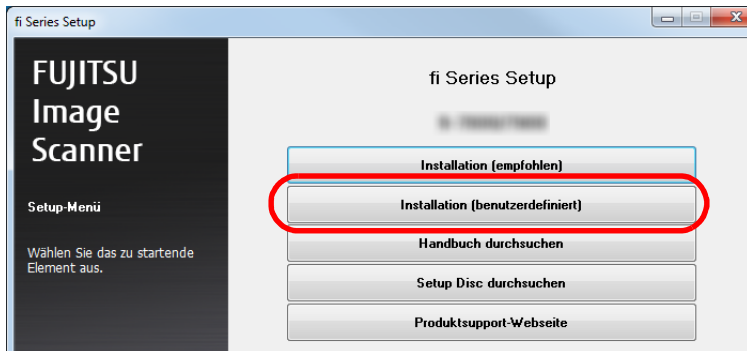 fi Series Setup
FUJITSU
Image
Scanner
Setup-Menü
Wählen Sie das zu startende
Element aus.
fi Series Setup
Installation (empfohlen)
Installation (benutzerdefiniert)
Handbuch durchsuchen
Setup Disc durchsuchen
Produktsupport-Webseite